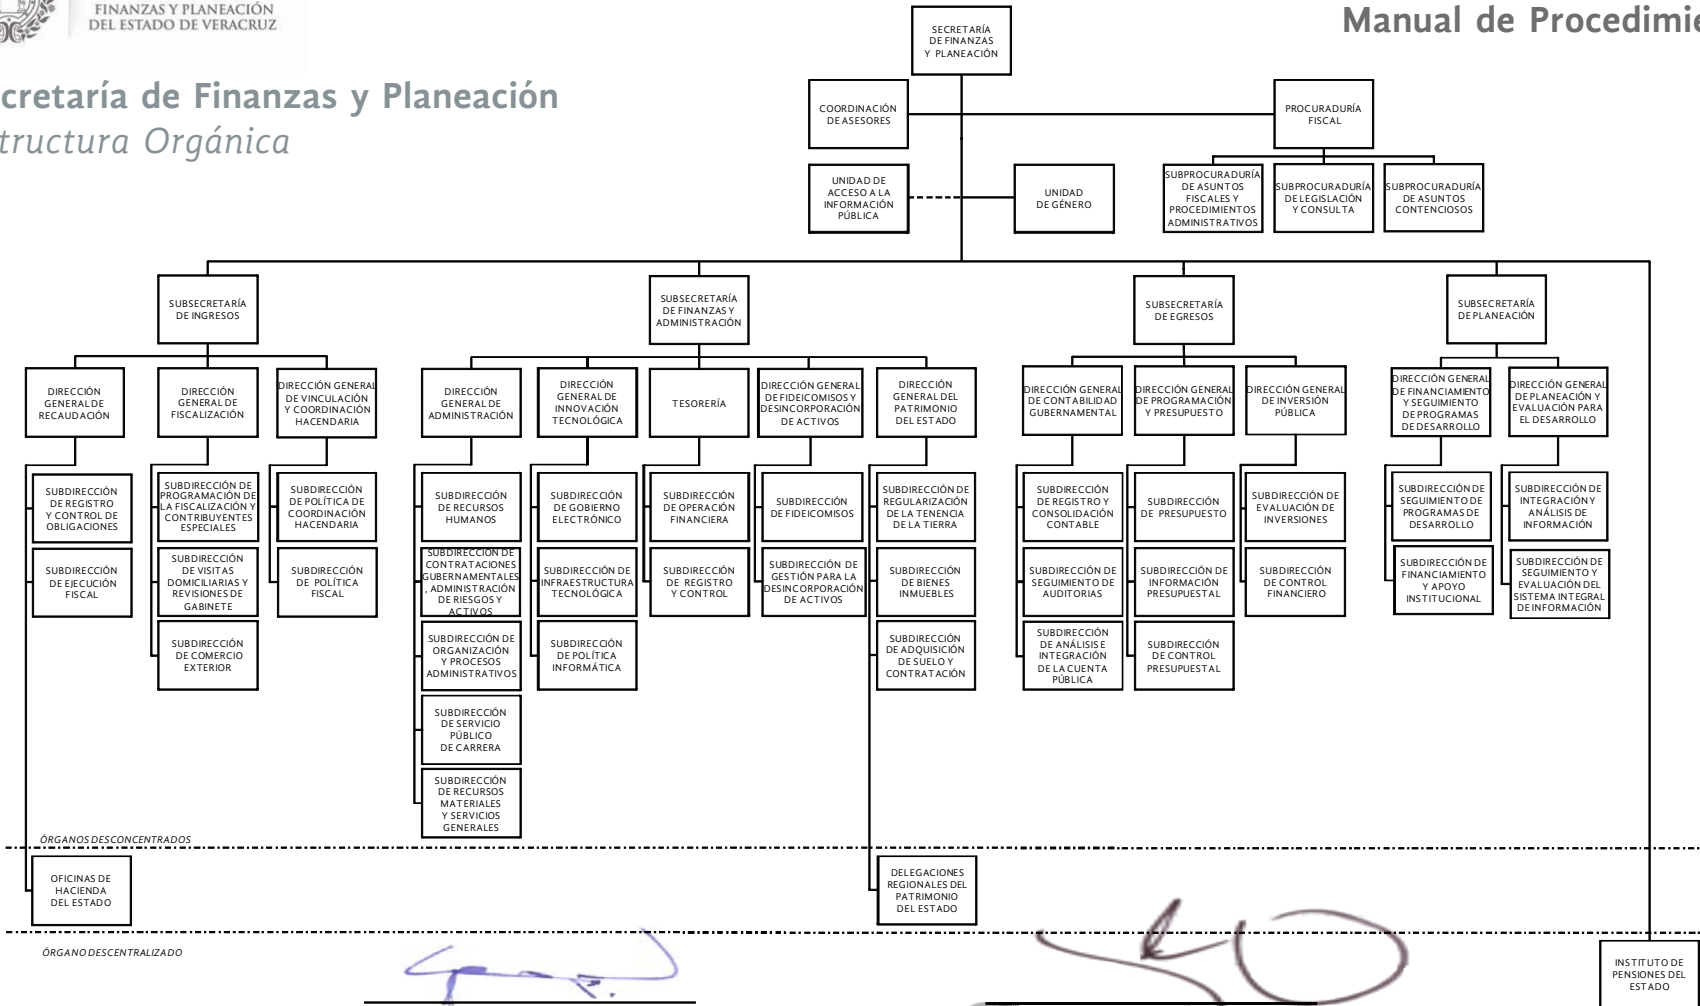 FINANZAS Y PLANEACIÓN
DEL ESTADO DE VERACRUZ
Manual de Procedimie
cretaría de Finanzas y Planeación
tructura Orgánica
SECRETARÍA
DE FINANZAS
Y PLANEACIÓN
COORDINACIÓN
DE ASESORES
PROCURADURÍA
FISCAL
UNIDAD DE
ACCESO A LA
INFORMACIÓN
PÚBLICA
UNIDAD
DE GÉNERO
SUBPROCURADURÍA
DE ASUNTOS
FISCALES Y
PROCEDIMIENTOS
ADMINISTRATIVOS
SUBPROCURADURÍA
DE LEGISLACIÓN
Y CONSULTA
SUBPROCURADURÍA
DE ASUNTOS
CONTENCIOSOS
SUBSECRETARÍA
DE INGRESOS
SUBSECRETARÍA
DE FINANZAS Y
ADMINISTRACIÓN
SUBSECRETARÍA
DE EGRESOS
SUBSECRETARÍA
DE PLANEACIÓN
DIRECCIÓN
GENERAL DE
RECAUDACIÓN
DIRECCIÓN
GENERAL DE
FISCALIZACIÓN
DIRECCIÓN GENERAL
DE VINCULACIÓN
Y COORDINACIÓN
HACENDARIA
DIRECCIÓN
GENERAL DE
ADMINISTRACIÓN
DIRECCIÓN
GENERAL DE
INNOVACIÓN
TECNOLÓGICA
TESORERÍA
DIRECCIÓN GENERAL
DE FIDEICOMISOS Y
DESINCORPORACIÓN
DE ACTIVOS
DIRECCIÓN
GENERAL DEL
PATRIMONIO
DEL ESTADO
DIRECCIÓN GENERAL
DE CONTABILIDAD
GUBERNAMENTAL
DIRECCIÓN GENERAL
DE PROGRAMACIÓN
Y PRESUPUESTO
DIRECCIÓN GENERAL
DE INVERSIÓN
PÚBLICA
DIRECCIÓN GENERAL
DE FINANCIAMIENTO
Y SEGUIMIENTO
DE PROGRAMAS
DE DESARROLLO
DIRECCIÓN GENERAL
DE PLANEACIÓN Y
EVALUACIÓN PARA
EL DESARROLLO
SUBDIRECCIÓN
DE REGISTRO
Y CONTROL DE
OBLIGACIONES
SUBDIRECCIÓN DE
PROGRAMACIÓN DE
LA FISCALIZACIÓN Y
CONTRIBUYENTES
ESPECIALES
SUBDIRECCIÓN
DE POLÍTICA DE
COORDINACIÓN
HACENDARIA
SUBDIRECCIÓN
DE RECURSOS
HUMANOS
SUBDIRECCIÓN
DE GOBIERNO
ELECTRÓNICO
SUBDIRECCIÓN
DE OPERACIÓN
FINANCIERA
SUBDIRECCIÓN
DE FIDEICOMISOS
SUBDIRECCIÓN DE
REGULARIZACIÓN
DE LA TENENCIA
DE LA TIERRA
SUBDIRECCIÓN
DE REGISTRO Y
CONSOLIDACIÓN
CONTABLE
SUBDIRECCIÓN
DE PRESUPUESTO
SUBDIRECCIÓN DE
EVALUACIÓN DE
INVERSIONES
SUBDIRECCIÓN DE
SEGUIMIENTO DE
PROGRAMAS DE
DESARROLLO
SUBDIRECCIÓN DE
INTEGRACIÓN Y
ANÁLISIS DE
INFORMACIÓN
SUBDIRECCIÓN
DE EJECUCIÓN
FISCAL
SUBDIRECCIÓN
DE VISITAS
DOMICILIARIAS Y
REVISIONES DE
GABINETE
SUBDIRECCIÓN
DE POLÍTICA
FISCAL
SUBDIRECCIÓN DE
CONTRATACIONES
GUBERNAMENTALES
, ADMINISTRACIÓN
DE RIESGOS Y
ACTIVOS
SUBDIRECCIÓN DE
INFRAESTRUCTURA
TECNOLÓGICA
SUBDIRECCIÓN
DE REGISTRO
Y CONTROL
SUBDIRECCIÓN DE
GESTIÓN PARA LA
DESINCORPORACIÓN
DE ACTIVOS
SUBDIRECCIÓN
DE BIENES
INMUEBLES
SUBDIRECCIÓN DE
SEGUIMIENTO DE
AUDITORIAS
SUBDIRECCIÓN DE
INFORMACIÓN
PRESUPUESTAL
SUBDIRECCIÓN
DE CONTROL
FINANCIERO
SUBDIRECCIÓN DE
FINANCIAMIENTO
Y APOYO
INSTITUCIONAL
SUBDIRECCIÓN DE
SEGUIMIENTO Y
EVALUACIÓN DEL
SISTEMA INTEGRAL
DE INFORMACIÓN
SUBDIRECCIÓN
DE COMERCIO
EXTERIOR
SUBDIRECCIÓN DE
ORGANIZACIÓN
Y PROCESOS
ADMINISTRATIVOS
SUBDIRECCIÓN
DE POLÍTICA
INFORMÁTICA
SUBDIRECCIÓN
DE ADQUISICIÓN
DE SUELO Y
CONTRATACIÓN
SUBDIRECCIÓN
DE ANÁLISIS E
INTEGRACIÓN
DE LA CUENTA
PÚBLICA
SUBDIRECCIÓN
DE CONTROL
PRESUPUESTAL
SUBDIRECCIÓN
DE SERVICIO
PÚBLICO
DE CARRERA
SUBDIRECCIÓN
DE RECURSOS
MATERIALES
Y SERVICIOS
GENERALES
ÓRGANOS DESCONCENTRADOS
OFICINAS DE
HACIENDA
DEL ESTADO
DELEGACIONES
REGIONALES DEL
PATRIMONIO
DEL ESTADO
ÓRGANO DESCENTRALIZADO
INSTITUTO DE
PENSIONES DEL
ESTADO